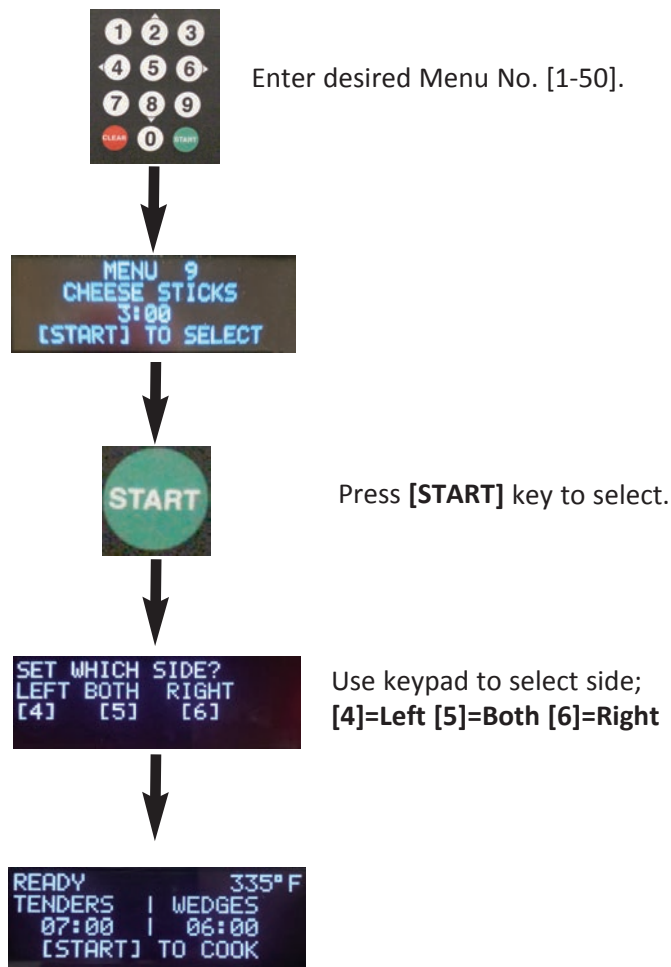 1 2 3
4 5 6
7 8 9
CLEAR 0 START
Enter desired Menu No. [1-50].
MENU 9
CHEESE STICKS
3:00
[START] TO SELECT
START
Press [START] key to select.
SET WHICH SIDE?
LEFT BOTH RIGHT
[4] [5] [6]
Use keypad to select side;
[4]=Left [5]=Both [6]=Right
READY 335°F
TENDERS | WEDGES
07:00 | 06:00
[START] TO COOK